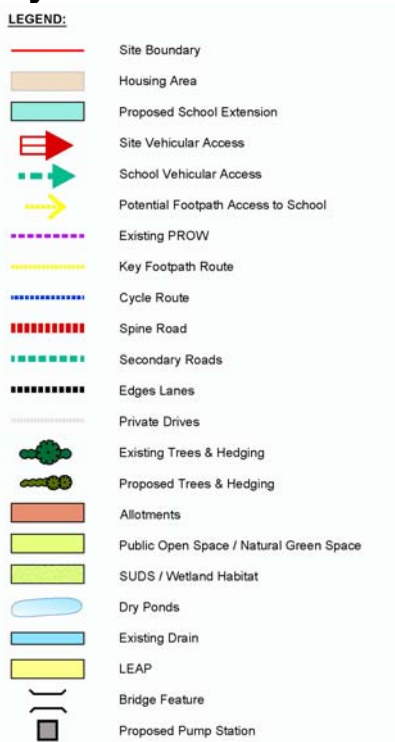 LEGEND:
Site Boundary
Housing Area
Proposed School Extension
Site Vehicular Access
School Vehicular Access
Potential Footpath Access to School
Existing PROW
Key Footpath Route
Cycle Route
Spine Road
Secondary Roads
Edges Lanes
Private Drives
Existing Trees & Hedging
Proposed Trees & Hedging
Allotments
Public Open Space / Natural Green Space
SUDS / Wetland Habitat
Dry Ponds
Existing Drain
LEAP
Bridge Feature
Proposed Pump Station